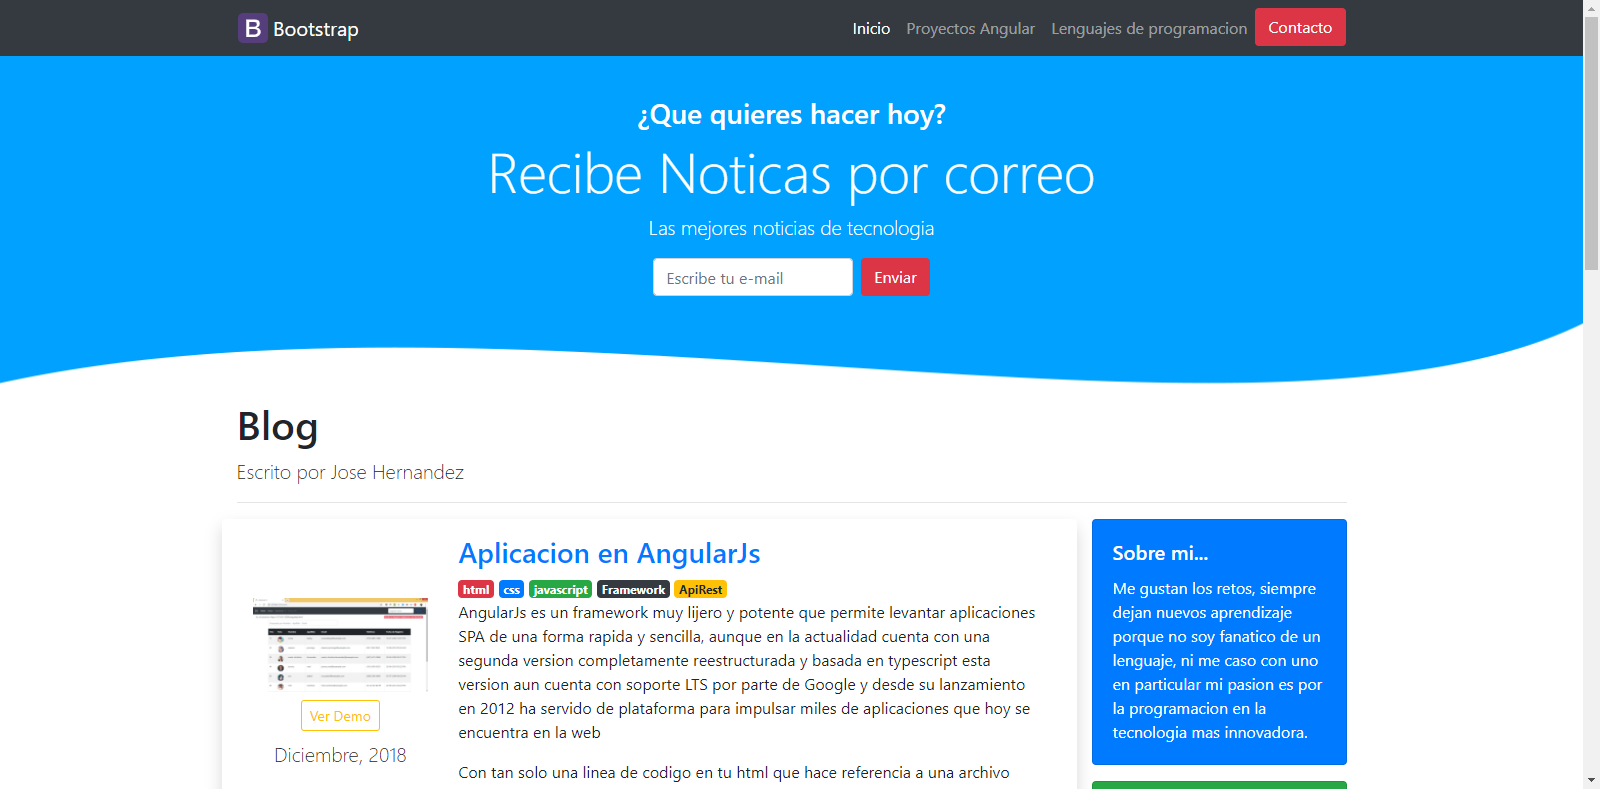 B Bootstrap
Inicio Proyectos Angular Lenguajes de programacion Contacto
¿Que quieres hacer hoy?
Recibe Noticas por correo
Las mejores noticias de tecnologia
Escribe tu e-mail Enviar
Blog
Escrito por Jose Hernandez
Ver Demo
Diciembre, 2018
Aplicacion en AngularJs
html css javascript Framework ApiRest
AngularJs es un framework muy lijero y potente que permite levantar aplicaciones
SPA de una forma rapida y sencilla, aunque en la actualidad cuenta con una
segunda version completamente reestructurada y basada en typescript esta
version aun cuenta con soporte LTS por parte de Google y desde su lanzamiento
en 2012 ha servido de plataforma para impulsar miles de aplicaciones que hoy se
encuentra en la web
Con tan solo una linea de codigo en tu html que hace referencia a una archivo
Sobre mi...
Me gustan los retos, siempre
dejan nuevos aprendizaje
porque no soy fanatico de un
lenguaje, ni me caso con uno
en particular mi pasion es por
la programacion en la
tecnologia mas innovadora.